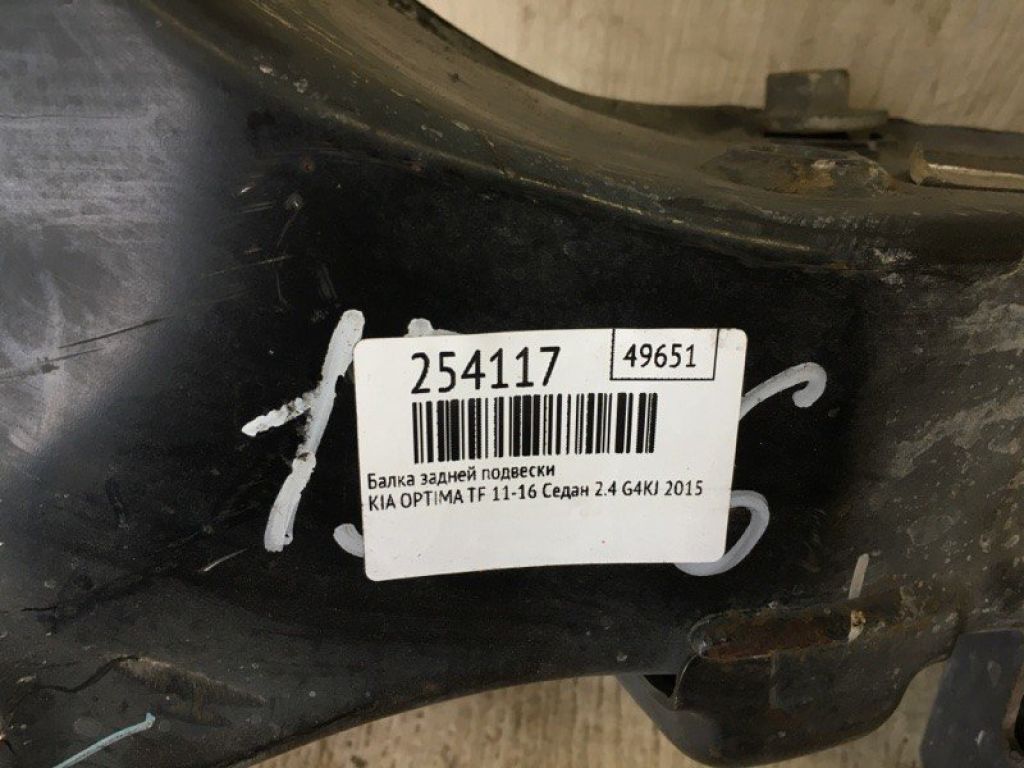 254117
49651
Балка задней подвески
KIA OPTIMA TF 11-16 Седан 2.4 G4KJ 2015